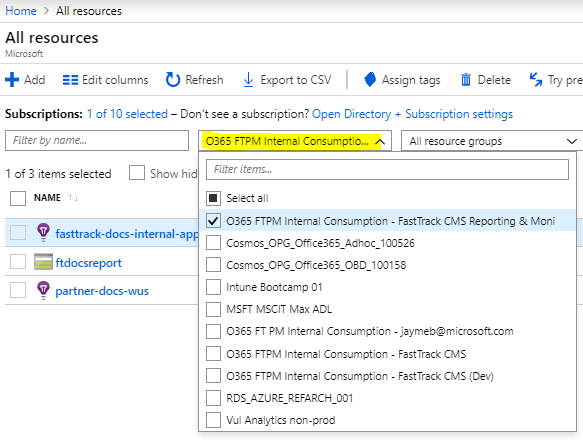 Home > All resources
All resources
Microsoft
Add Edit columns Refresh Export to CSV Assign tags Delete Try pre
Subscriptions: 1 of 10 selected – Don't see a subscription? Open Directory + Subscription settings
Filter by name... O365 FTPM Internal Consumptio... All resource groups
Filter items...
1 of 3 items selected Show hid
Select all
NAME
O365 FTPM Internal Consumption - FastTrack CMS Reporting & Moni
fasttrack-docs-internal-app
Cosmos_OPG_Office365_Adhoc_100526
ftdocsreport
Cosmos_OPG_Office365_OBD_100158
partner-docs-wus
Intune Bootcamp 01
MSFT MSCIT Max ADL
O365 FT PM Internal Consumption - jaymeb@microsoft.com
O365 FTPM Internal Consumption - FastTrack CMS
O365 FTPM Internal Consumption - FastTrack CMS (Dev)
RDS_AZURE_REFARCH_001
Vul Analytics non-prod